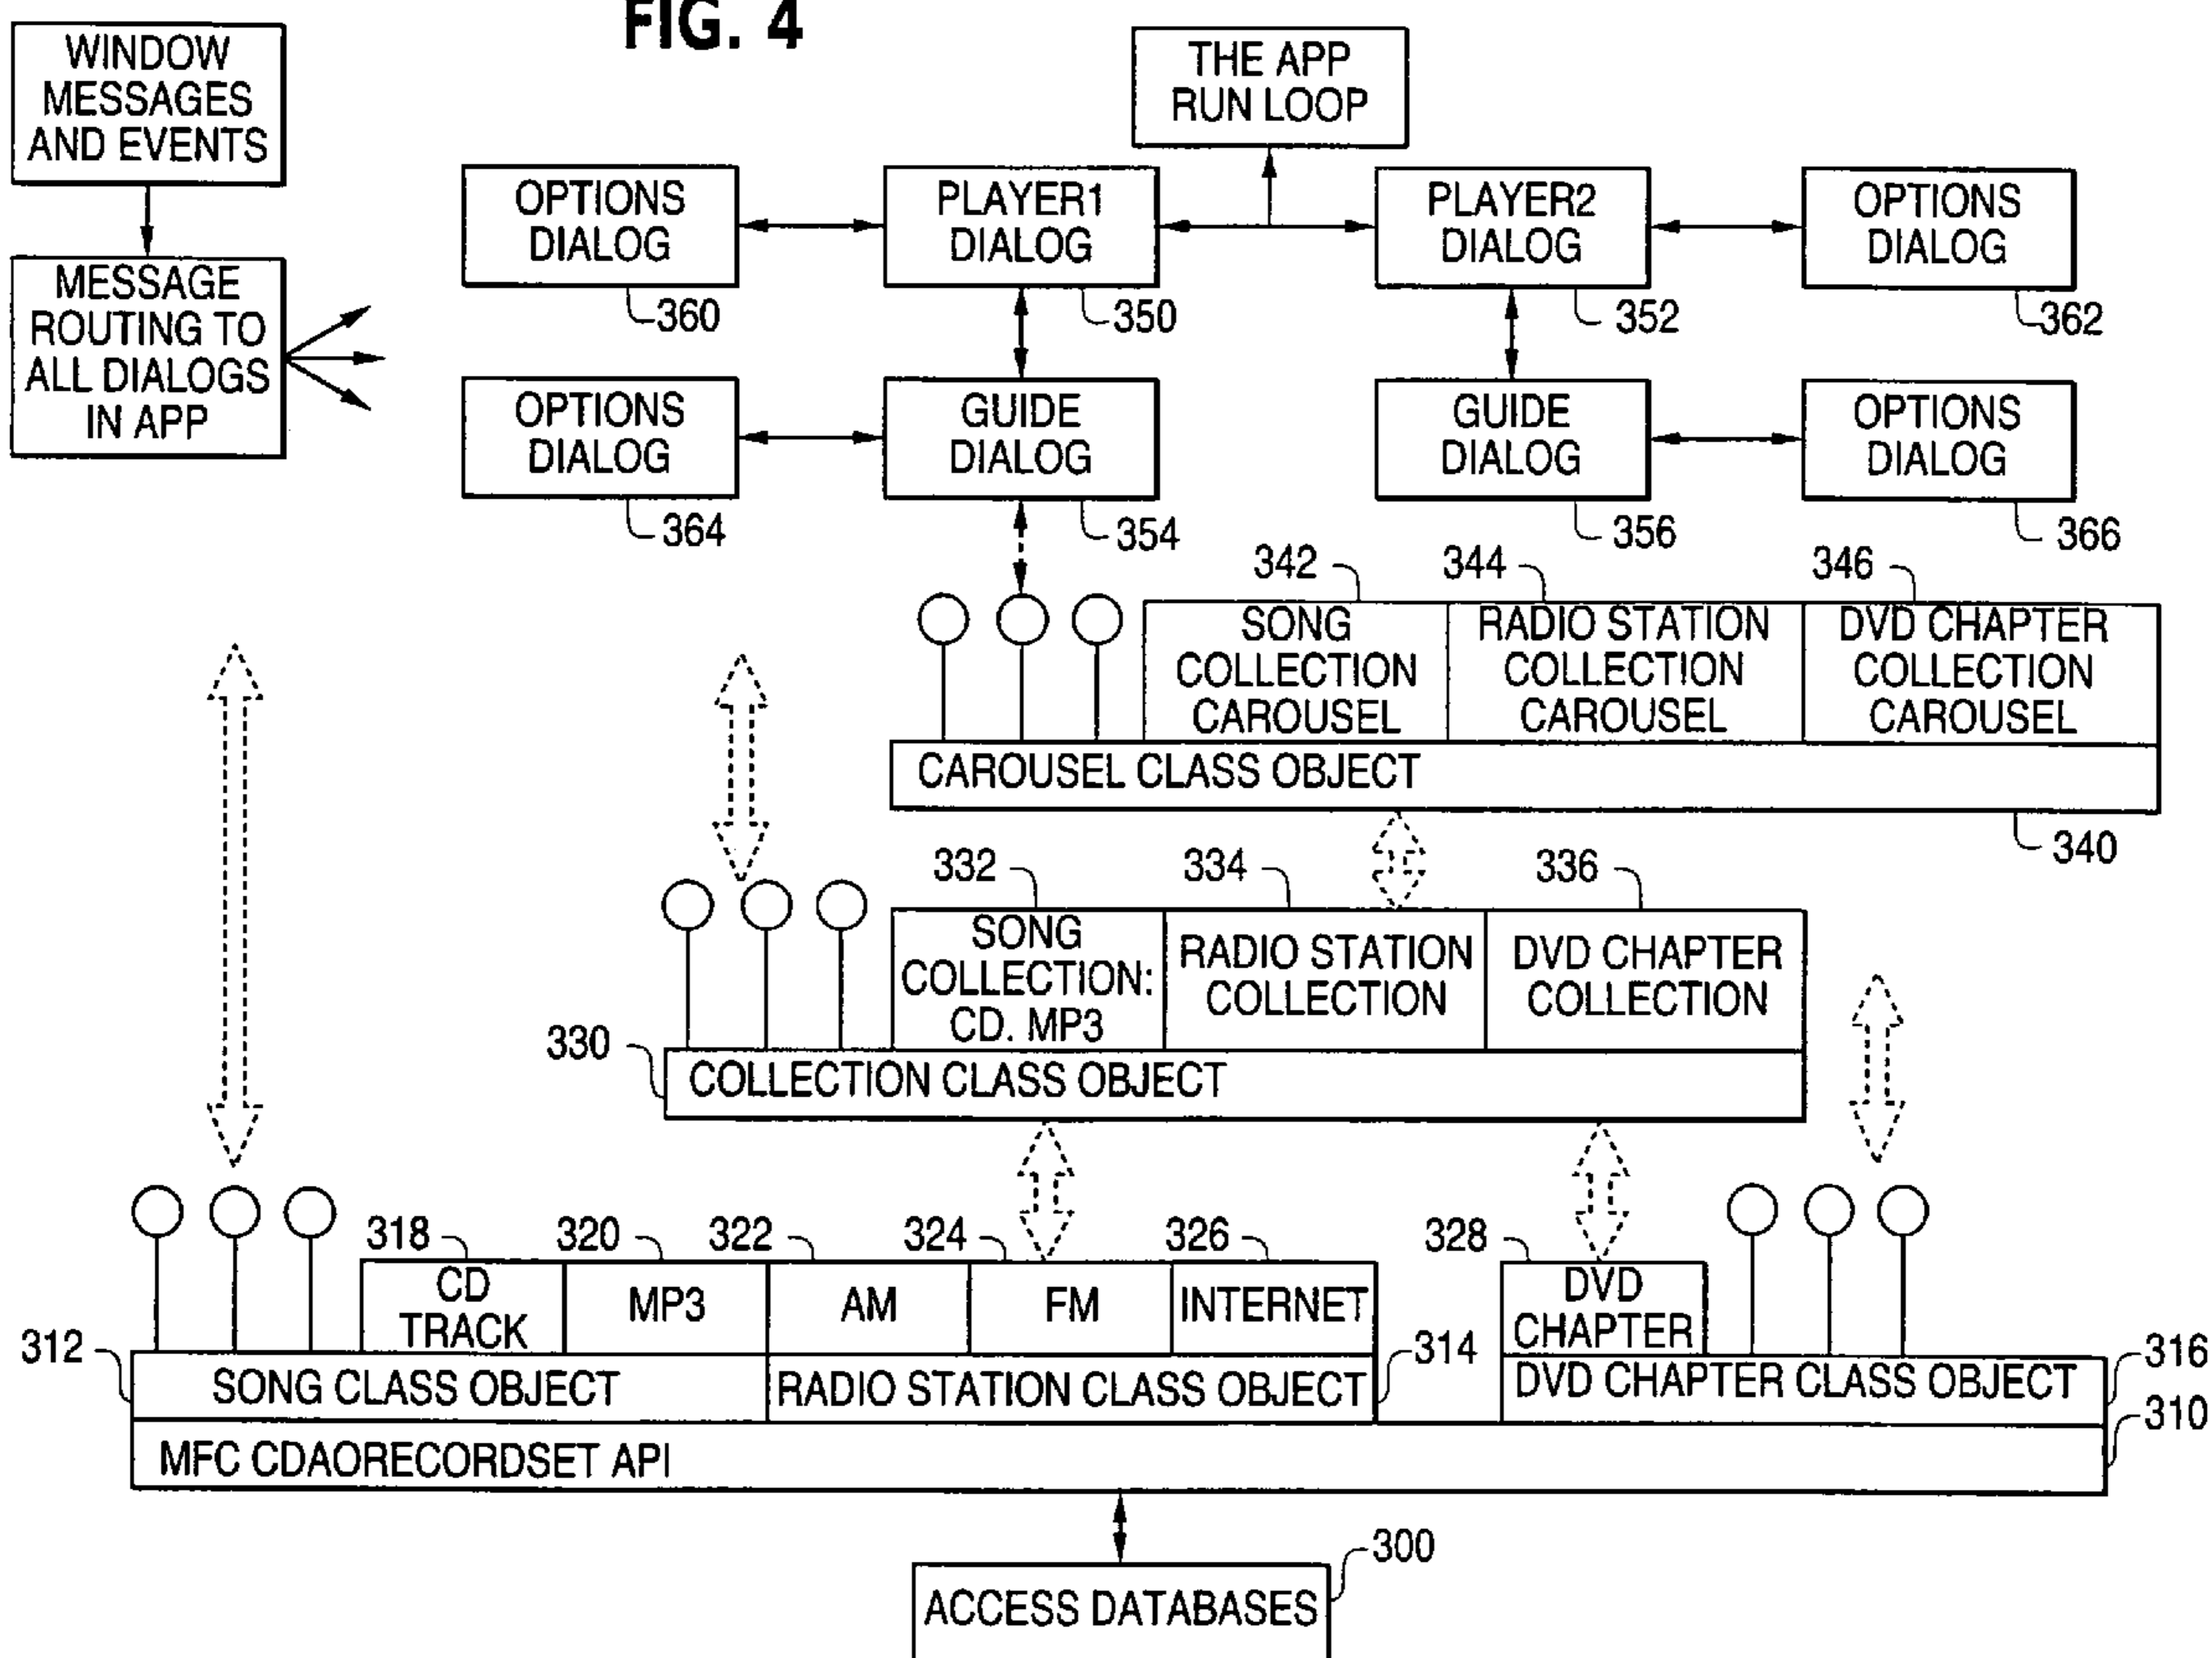 FIG. 4
WINDOW
MESSAGES
AND EVENTS
THE APP
RUN LOOP
MESSAGE
ROUTING TO
ALL DIALOGS
IN APP
OPTIONS
DIALOG
360
PLAYER1
DIALOG
350
PLAYER2
DIALOG
352
OPTIONS
DIALOG
362
OPTIONS
DIALOG
364
GUIDE
DIALOG
354
GUIDE
DIALOG
356
OPTIONS
DIALOG
366
342
344
346
SONG
COLLECTION
CAROUSEL
RADIO STATION
COLLECTION
CAROUSEL
DVD CHAPTER
COLLECTION
CAROUSEL
CAROUSEL CLASS OBJECT
340
332
334
336
SONG
COLLECTION:
CD. MP3
RADIO STATION
COLLECTION
DVD CHAPTER
COLLECTION
330
COLLECTION CLASS OBJECT
318
320
322
324
326
328
CD
TRACK
MP3
AM
FM
INTERNET
DVD
CHAPTER
312
SONG CLASS OBJECT
RADIO STATION CLASS OBJECT
314
DVD CHAPTER CLASS OBJECT
316
310
MFC CDAORECORDSET API
300
ACCESS DATABASES